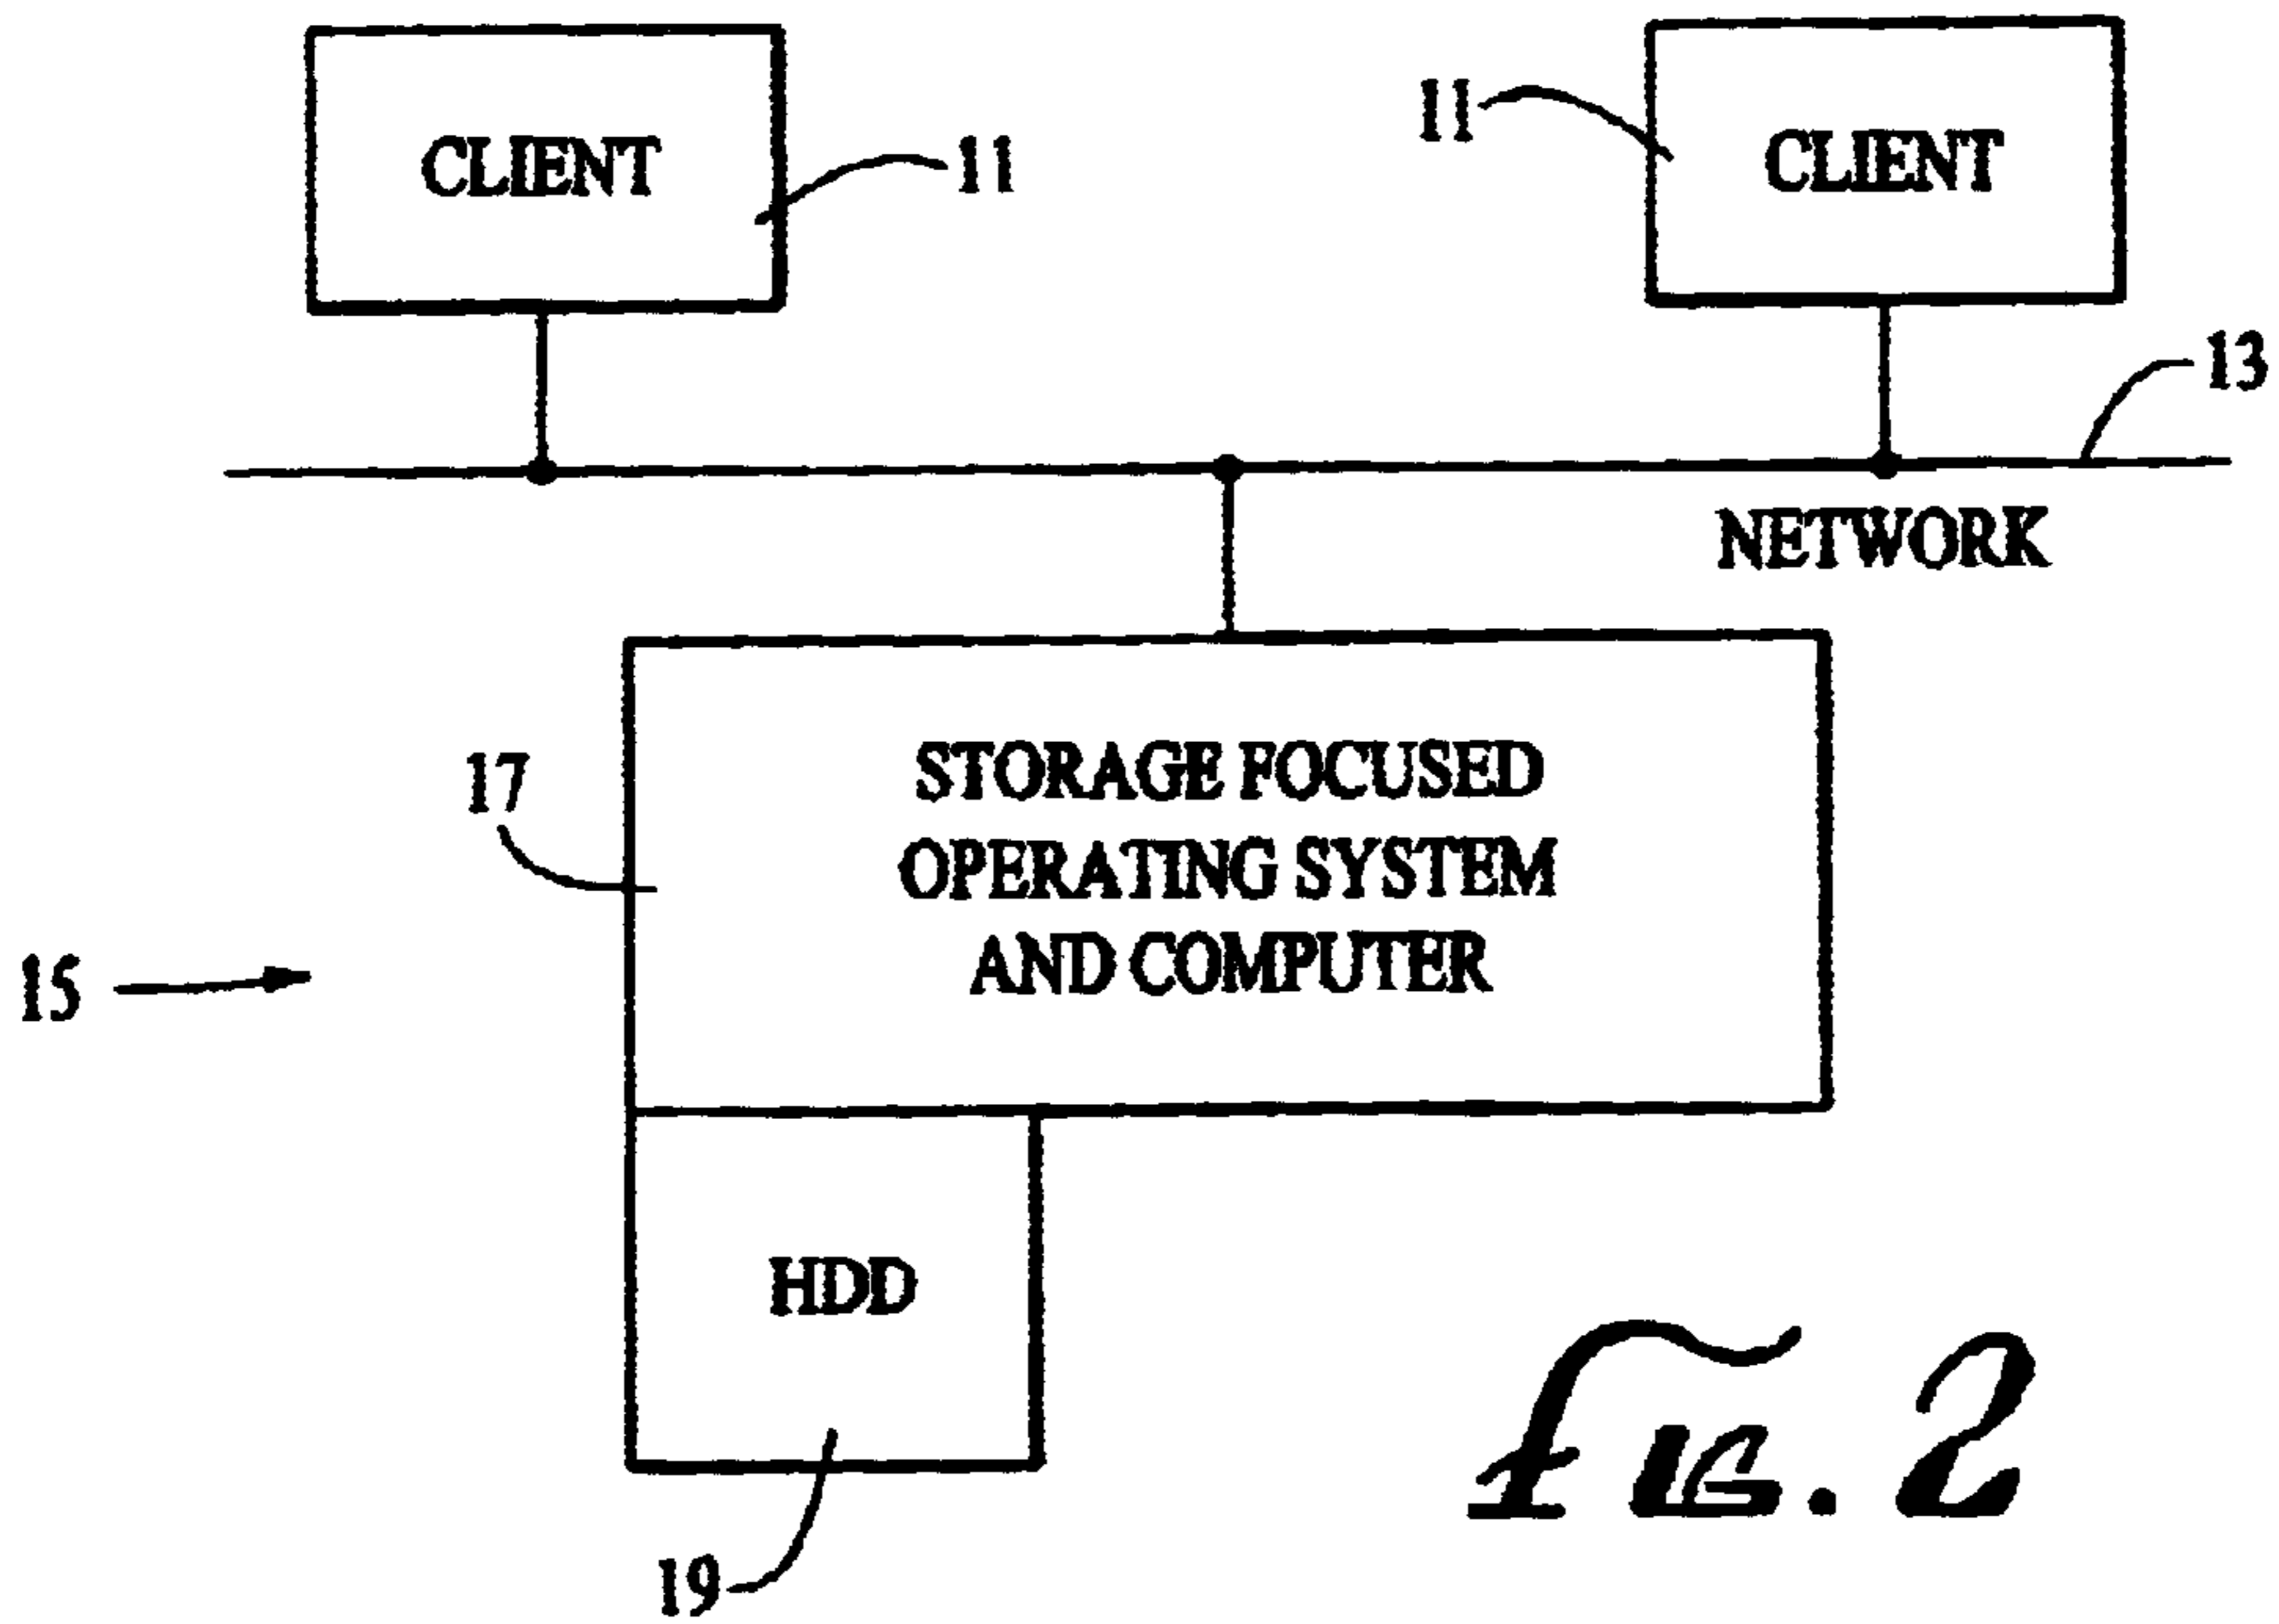 CLIENT
11
11
CLIENT
13
NETWORK
17
STORAGE FOCUSED
OPERATING SYSTEM
AND COMPUTER
15
HDD
19
FIG. 2